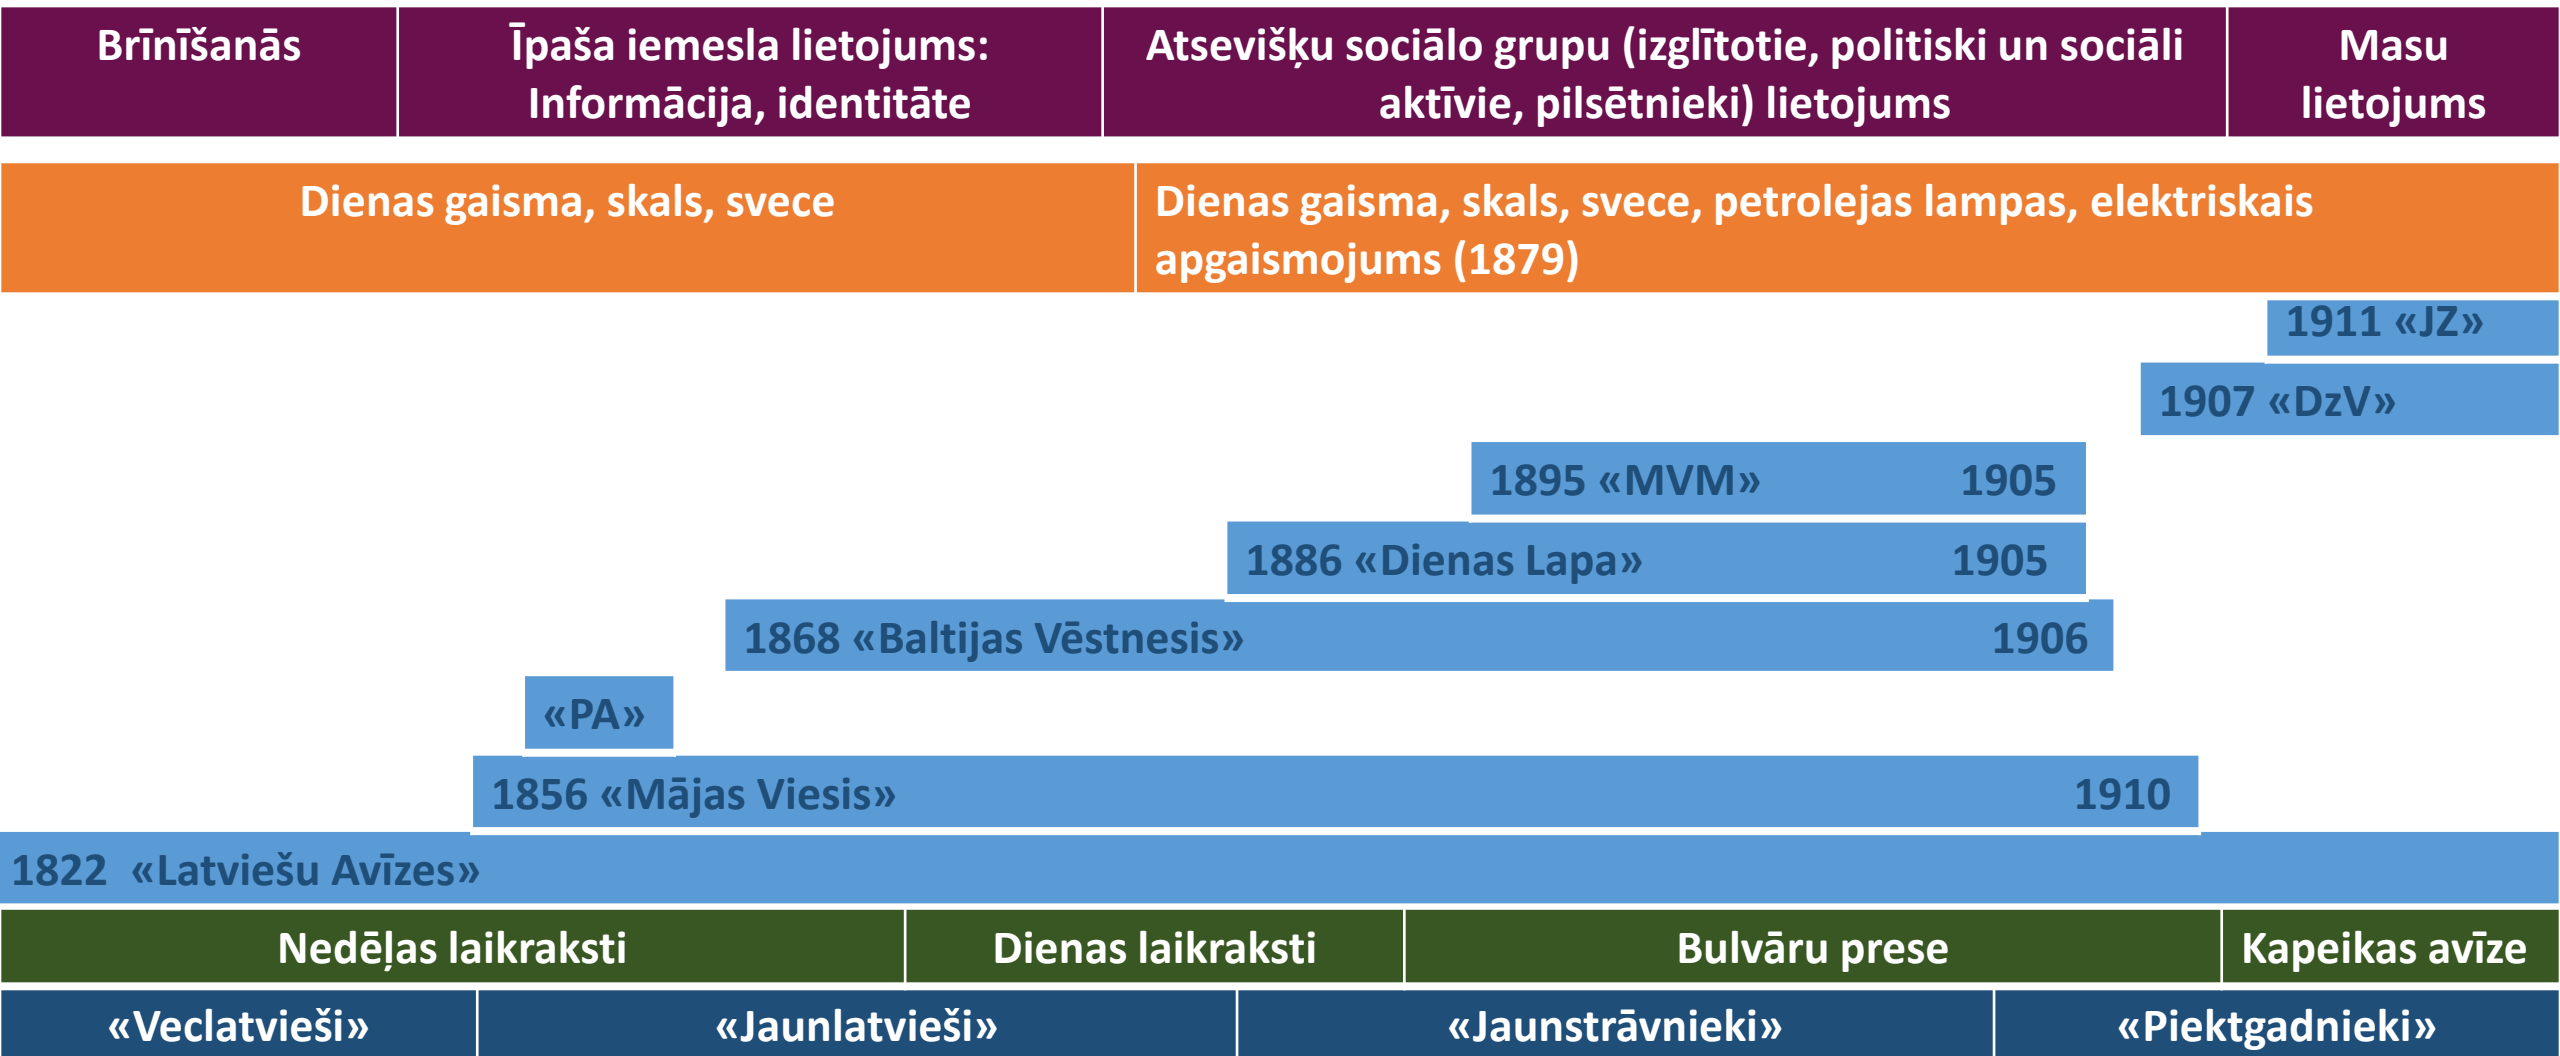 Brīnīšanās
Īpaša iemesla lietojums:
Informācija, identitāte
Atsevišķu sociālo grupu (izglītotie, politiski un sociāli
aktīvie, pilsētnieki) lietojums
Masu
lietojums
Dienas gaisma, skals, svece
Dienas gaisma, skals, svece, petrolejas lampas, elektriskais
apgaismojums (1879)
1911 «JZ»
1907 «DzV»
1895 «MVM» 1905
1886 «Dienas Lapa» 1905
1868 «Baltijas Vēstnesis» 1906
«PA»
1856 «Mājas Viesis» 1910
1822 «Latviešu Avīzes»
Nedēļas laikraksti
Dienas laikraksti
Bulvāru prese
Kapeikas avīze
«Veclatvieši»
«Jaunlatvieši»
«Jaunstrāvnieki»
«Piektgadnieki»